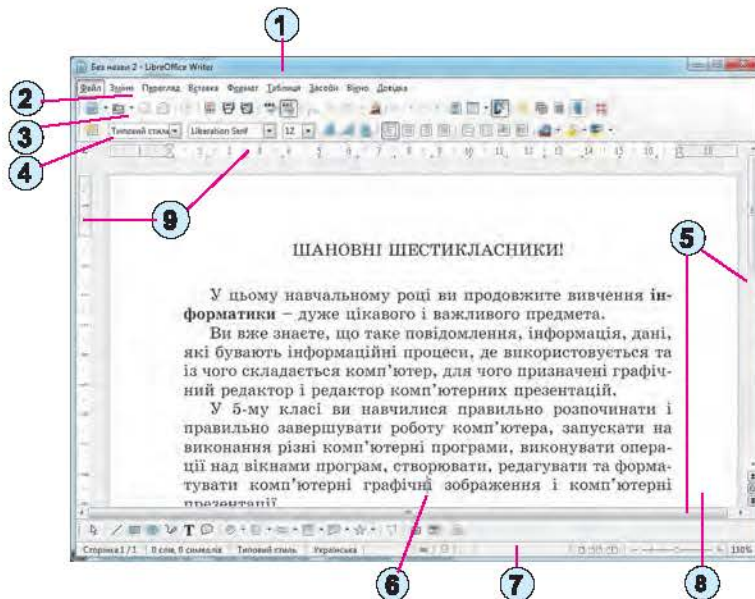 1
Без назви 2 - LibreOffice Writer
Файл Зміни Перегляд Вставка Формат Таблиця Засоби Вікно Довідка
2
3
Типовий стиль Liberation Serif 12
4
9
5
ШАНОВНІ ШЕСТИКЛАСНИКИ!
У цьому навчальному році ви продовжите вивчення ін-
форматики – дуже цікавого і важливого предмета.
Ви вже знаєте, що таке повідомлення, інформація, дані,
які бувають інформаційні процеси, де використовується та
із чого складається комп'ютер, для чого призначені графіч-
ний редактор і редактор комп'ютерних презентацій.
У 5-му класі ви навчилися правильно розпочинати і
правильно завершувати роботу комп'ютера, запускати на
виконання різні комп'ютерні програми, виконувати опера-
ції над вікнами програм, створювати, редагувати та форма-
тувати комп'ютерні графічні зображення і комп'ютерні
презентації
Сторінка 1 / 1 0 слів, 0 символів Типовий стиль Українська 110%
6
7
8